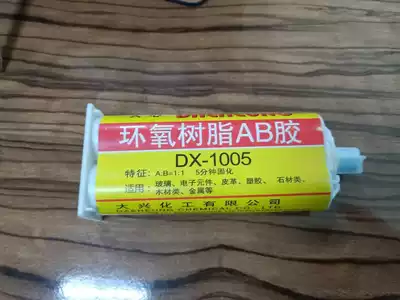 环氧树脂AB胶
DX-1005
特征: A:B=1:1 5分钟固化
适用: 玻璃、电子元件、皮革、塑胶、石材类、
木材类、金属等
大兴化工有限公司